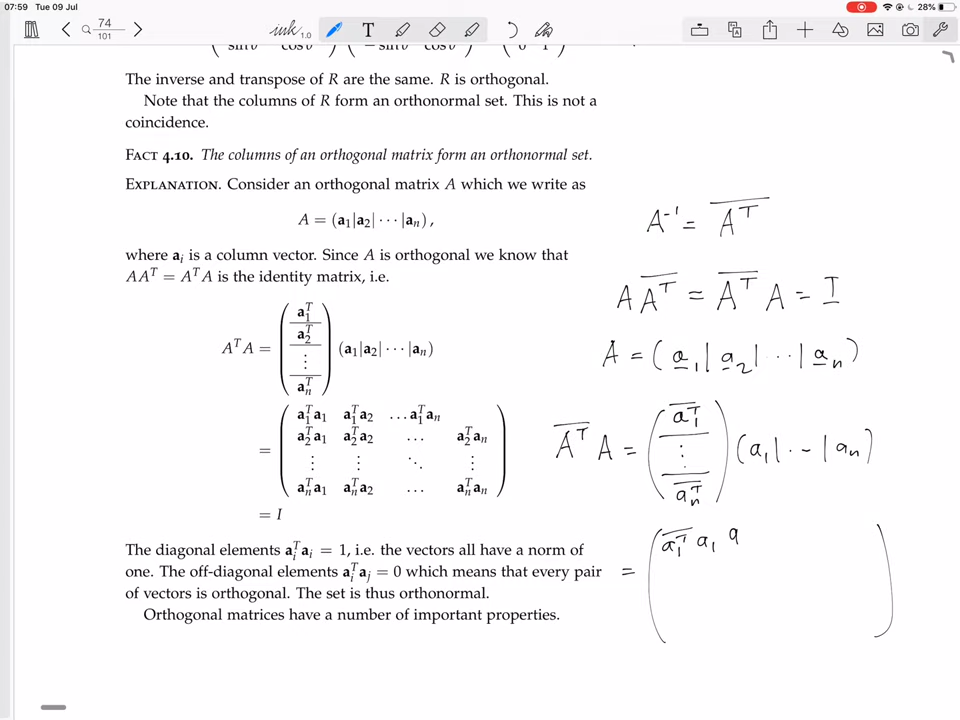 07:59 Tue 09 Jul
28%
74
101
ink 1.0
T
The inverse and transpose of R are the same. R is orthogonal.
Note that the columns of R form an orthonormal set. This is not a
coincidence.
FACT 4.10. The columns of an orthogonal matrix form an orthonormal set.
EXPLANATION. Consider an orthogonal matrix A which we write as
A = (a₁|a₂| ··· |aₙ),
where aᵢ is a column vector. Since A is orthogonal we know that
AAᵀ = AᵀA is the identity matrix, i.e.
a₁ᵀ
a₂ᵀ
AᵀA = (a₁|a₂| ··· |aₙ)
⋮
aₙᵀ
a₁ᵀa₁ a₁ᵀa₂ ...a₁ᵀaₙ
a₂ᵀa₁ a₂ᵀa₂ ··· a₂ᵀaₙ
=
⋮ ⋮ ⋱ ⋮
aₙᵀa₁ aₙᵀa₂ ··· aₙᵀaₙ
= I
The diagonal elements aᵢᵀaᵢ = 1, i.e. the vectors all have a norm of
one. The off-diagonal elements aᵢᵀaⱼ = 0 which means that every pair
of vectors is orthogonal. The set is thus orthonormal.
Orthogonal matrices have a number of important properties.
A⁻¹ = A̅ᵀ̅
A A̅ᵀ̅ = A̅ᵀ̅ A = I
A = (a₁| a₂| ··· | aₙ)
A̅ᵀ̅ A = ( a̅₁ᵀ̅ ⋮ a̅ₙᵀ̅ ) (a₁| ·– | aₙ)
= ( a̅₁ᵀ̅ a₁ a )